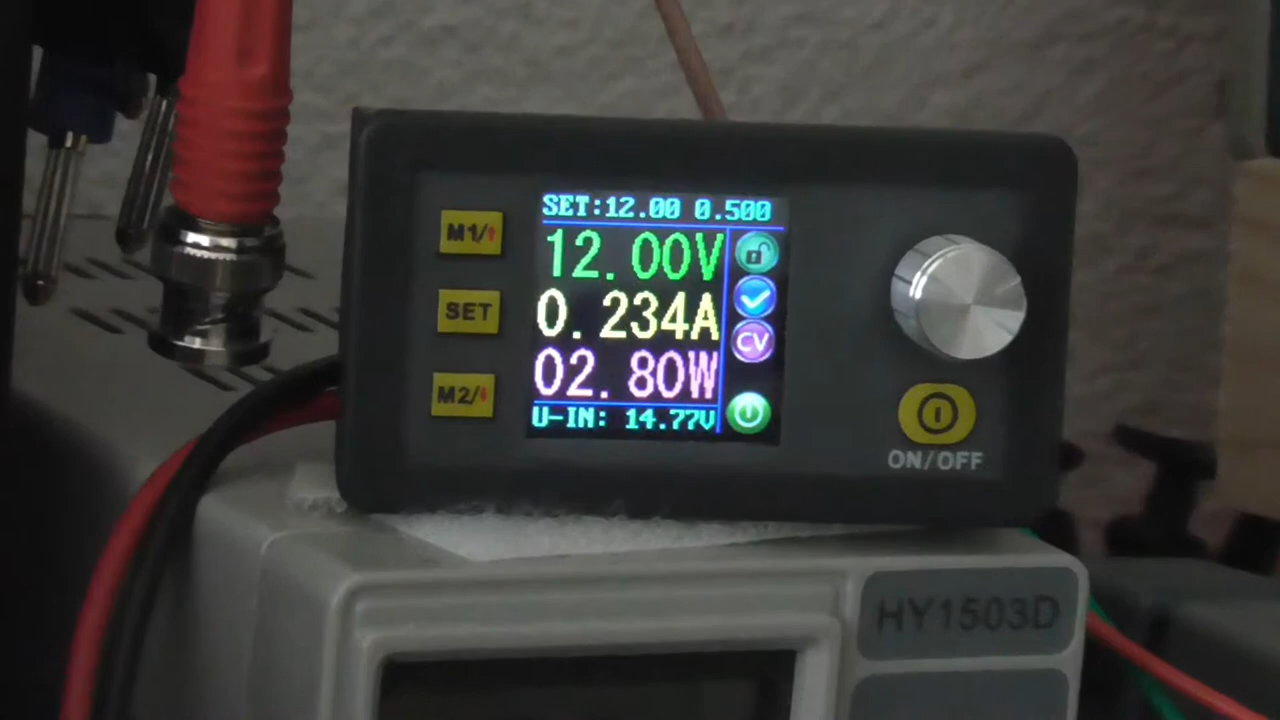 SET:12.00 0.500
M1/
12.00V
0.234A
SET
CV
02.80W
M2/
U-IN: 14.77V
ON/OFF
HY1503D